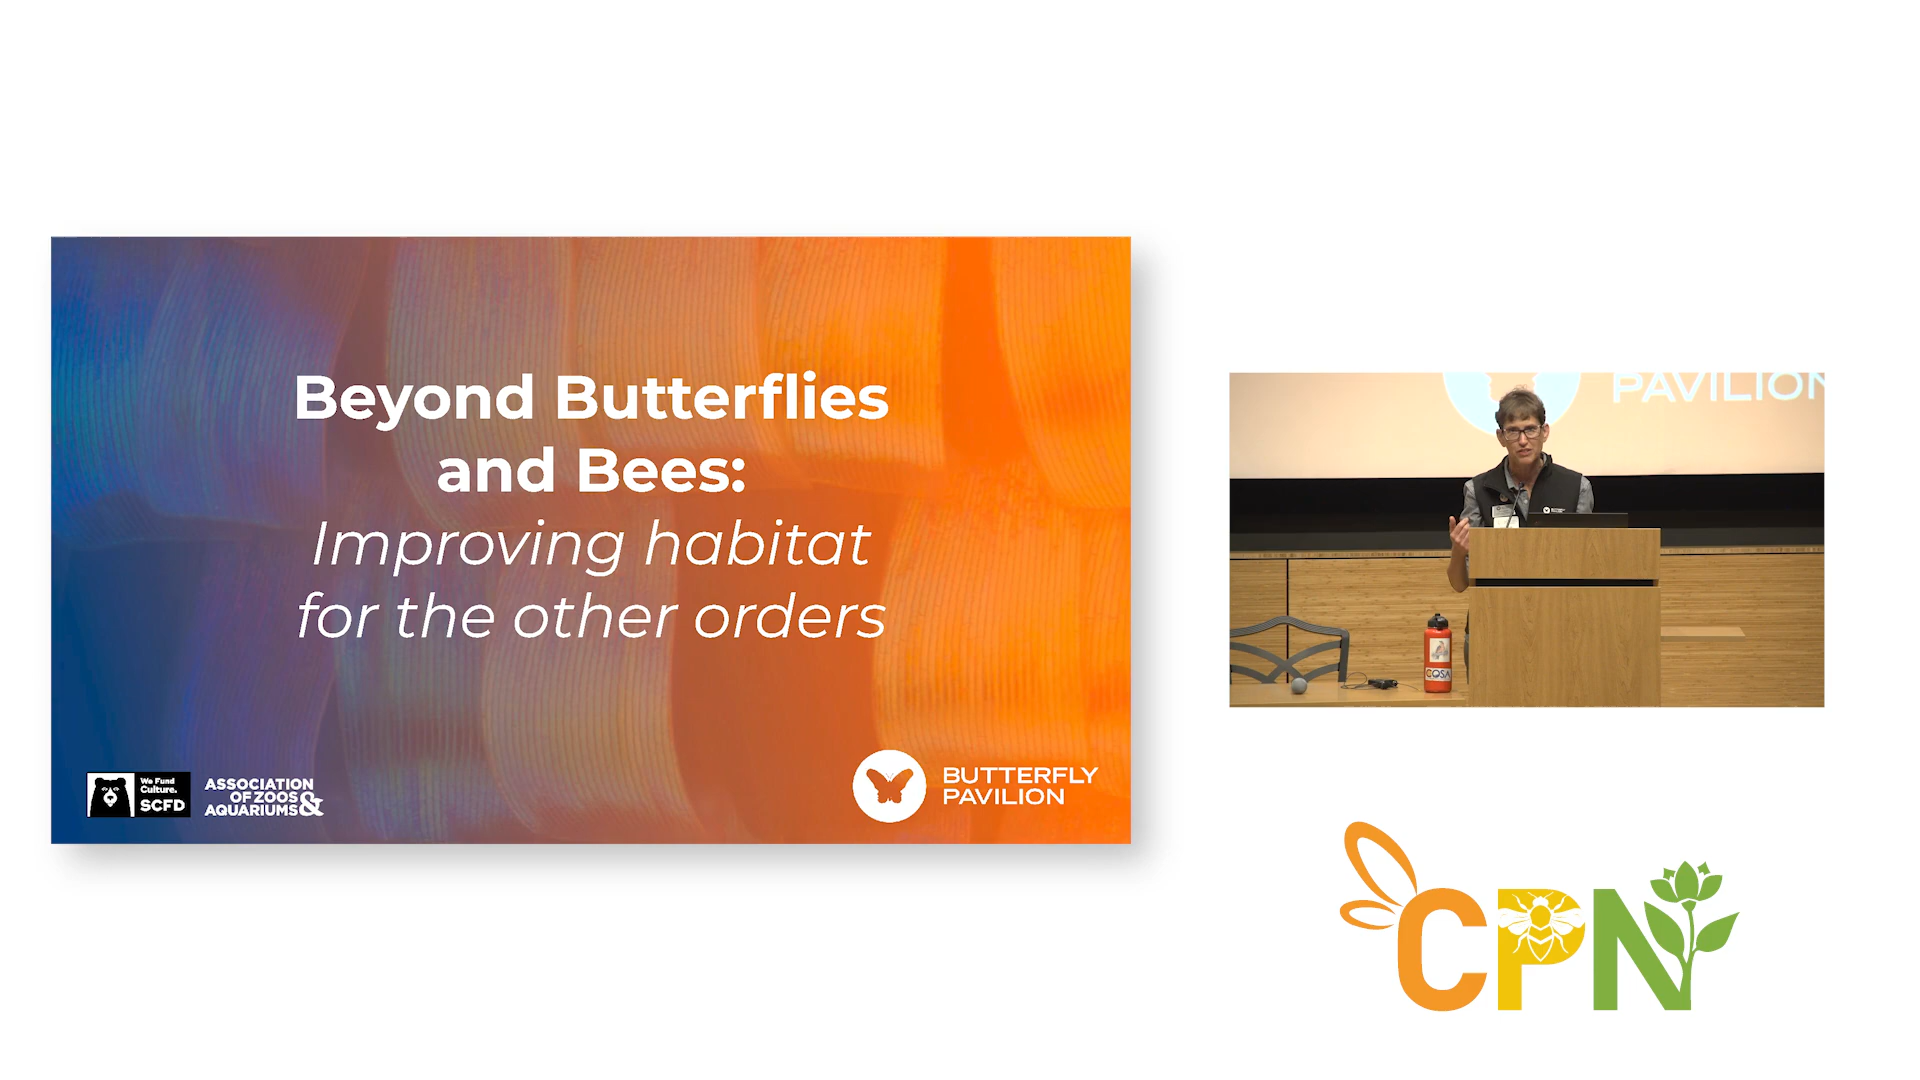 Beyond Butterflies
and Bees:
Improving habitat
for the other orders
We Fund
Culture.
SCFD
ASSOCIATION
OF ZOOS
AQUARIUMS&
BUTTERFLY
PAVILION
PAVILION
COSA
CPN